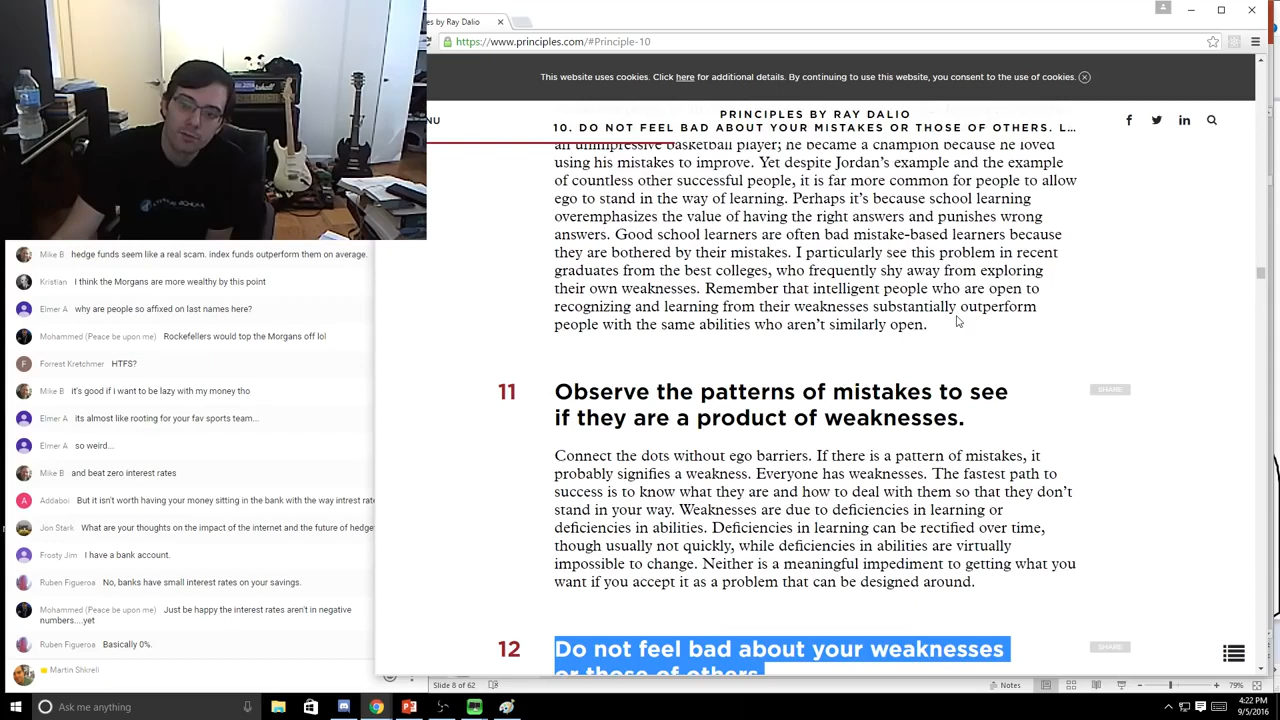 les by Ray Dalio
https://www.principles.com/#Principle-10
This website uses cookies. Click here for additional details. By continuing to use this website, you consent to the use of cookies.
NU
PRINCIPLES BY RAY DALIO
10. DO NOT FEEL BAD ABOUT YOUR MISTAKES OR THOSE OF OTHERS. L...
an unimpressive basketball player; he became a champion because he loved
using his mistakes to improve. Yet despite Jordan's example and the example
of countless other successful people, it is far more common for people to allow
ego to stand in the way of learning. Perhaps it's because school learning
overemphasizes the value of having the right answers and punishes wrong
answers. Good school learners are often bad mistake-based learners because
they are bothered by their mistakes. I particularly see this problem in recent
graduates from the best colleges, who frequently shy away from exploring
their own weaknesses. Remember that intelligent people who are open to
recognizing and learning from their weaknesses substantially outperform
people with the same abilities who aren't similarly open.
11
Observe the patterns of mistakes to see
if they are a product of weaknesses.
SHARE
Connect the dots without ego barriers. If there is a pattern of mistakes, it
probably signifies a weakness. Everyone has weaknesses. The fastest path to
success is to know what they are and how to deal with them so that they don't
stand in your way. Weaknesses are due to deficiencies in learning or
deficiencies in abilities. Deficiencies in learning can be rectified over time,
though usually not quickly, while deficiencies in abilities are virtually
impossible to change. Neither is a meaningful impediment to getting what you
want if you accept it as a problem that can be designed around.
12
Do not feel bad about your weaknesses
or those of others.
SHARE
Mike B hedge funds seem like a real scam. index funds outperform them on average.
Kristian I think the Morgans are more wealthy by this point
Elmer A why are people so affixed on last names here?
Mohammed (Peace be upon me) Rockefellers would top the Morgans off lol
F
Forrest Kretchmer HTFS?
Mike B it's good if i want to be lazy with my money tho
Elmer A its almost like rooting for your fav sports team...
Elmer A so weird...
Mike B and beat zero interest rates
A
Addaboi But it isn't worth having your money sitting in the bank with the way intrest rate
Jon Stark What are your thoughts on the impact of the internet and the future of hedge
Frosty Jim I have a bank account.
Ruben Figueroa No, banks have small interest rates on your savings.
Mohammed (Peace be upon me) Just be happy the interest rates aren't in negative
numbers....yet
Ruben Figueroa Basically 0%.
Martin Shkreli
Slide 8 of 62
Notes
79%
Ask me anything
4:22 PM
9/5/2016